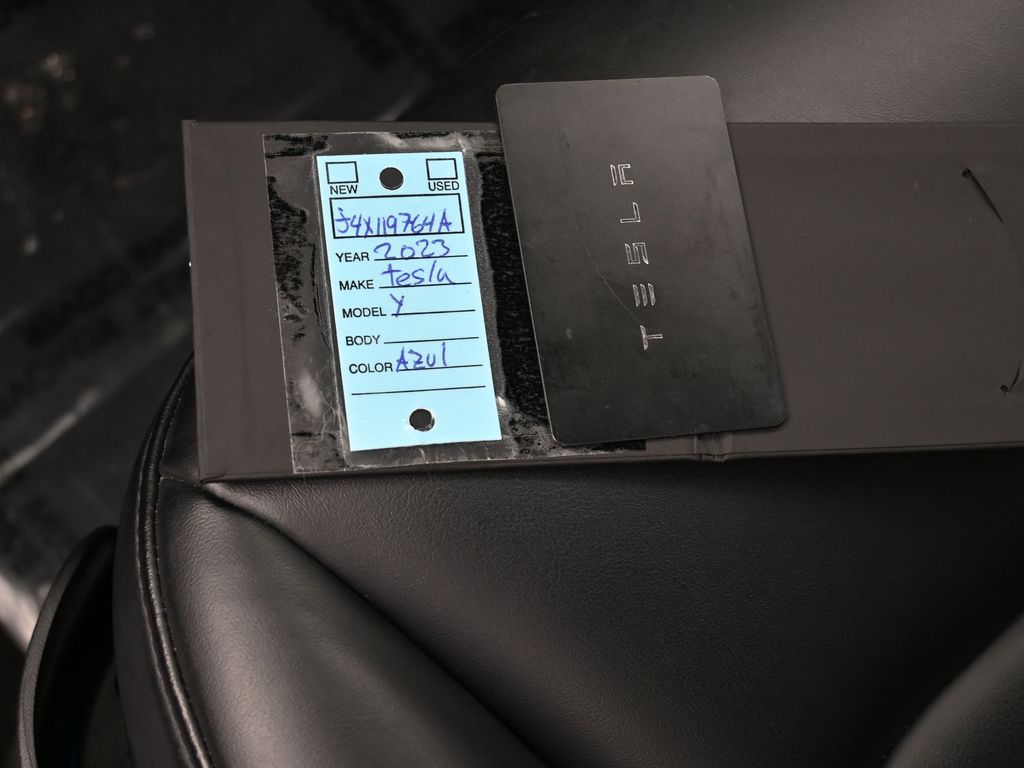 NEW USED
j4X119764A
YEAR 2023
MAKE tesla
MODEL Y
BODY
COLOR Azul
TESLA